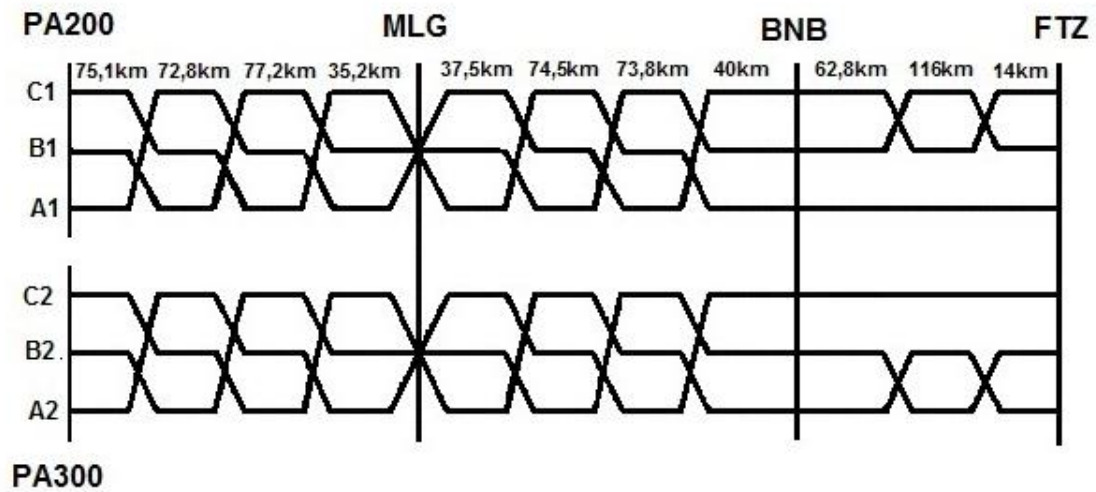 PA200 MLG BNB FTZ
75,1km 72,8km 77,2km 35,2km 37,5km 74,5km 73,8km 40km 62,8km 116km 14km
C1
B1
A1
C2
B2.
A2
PA300